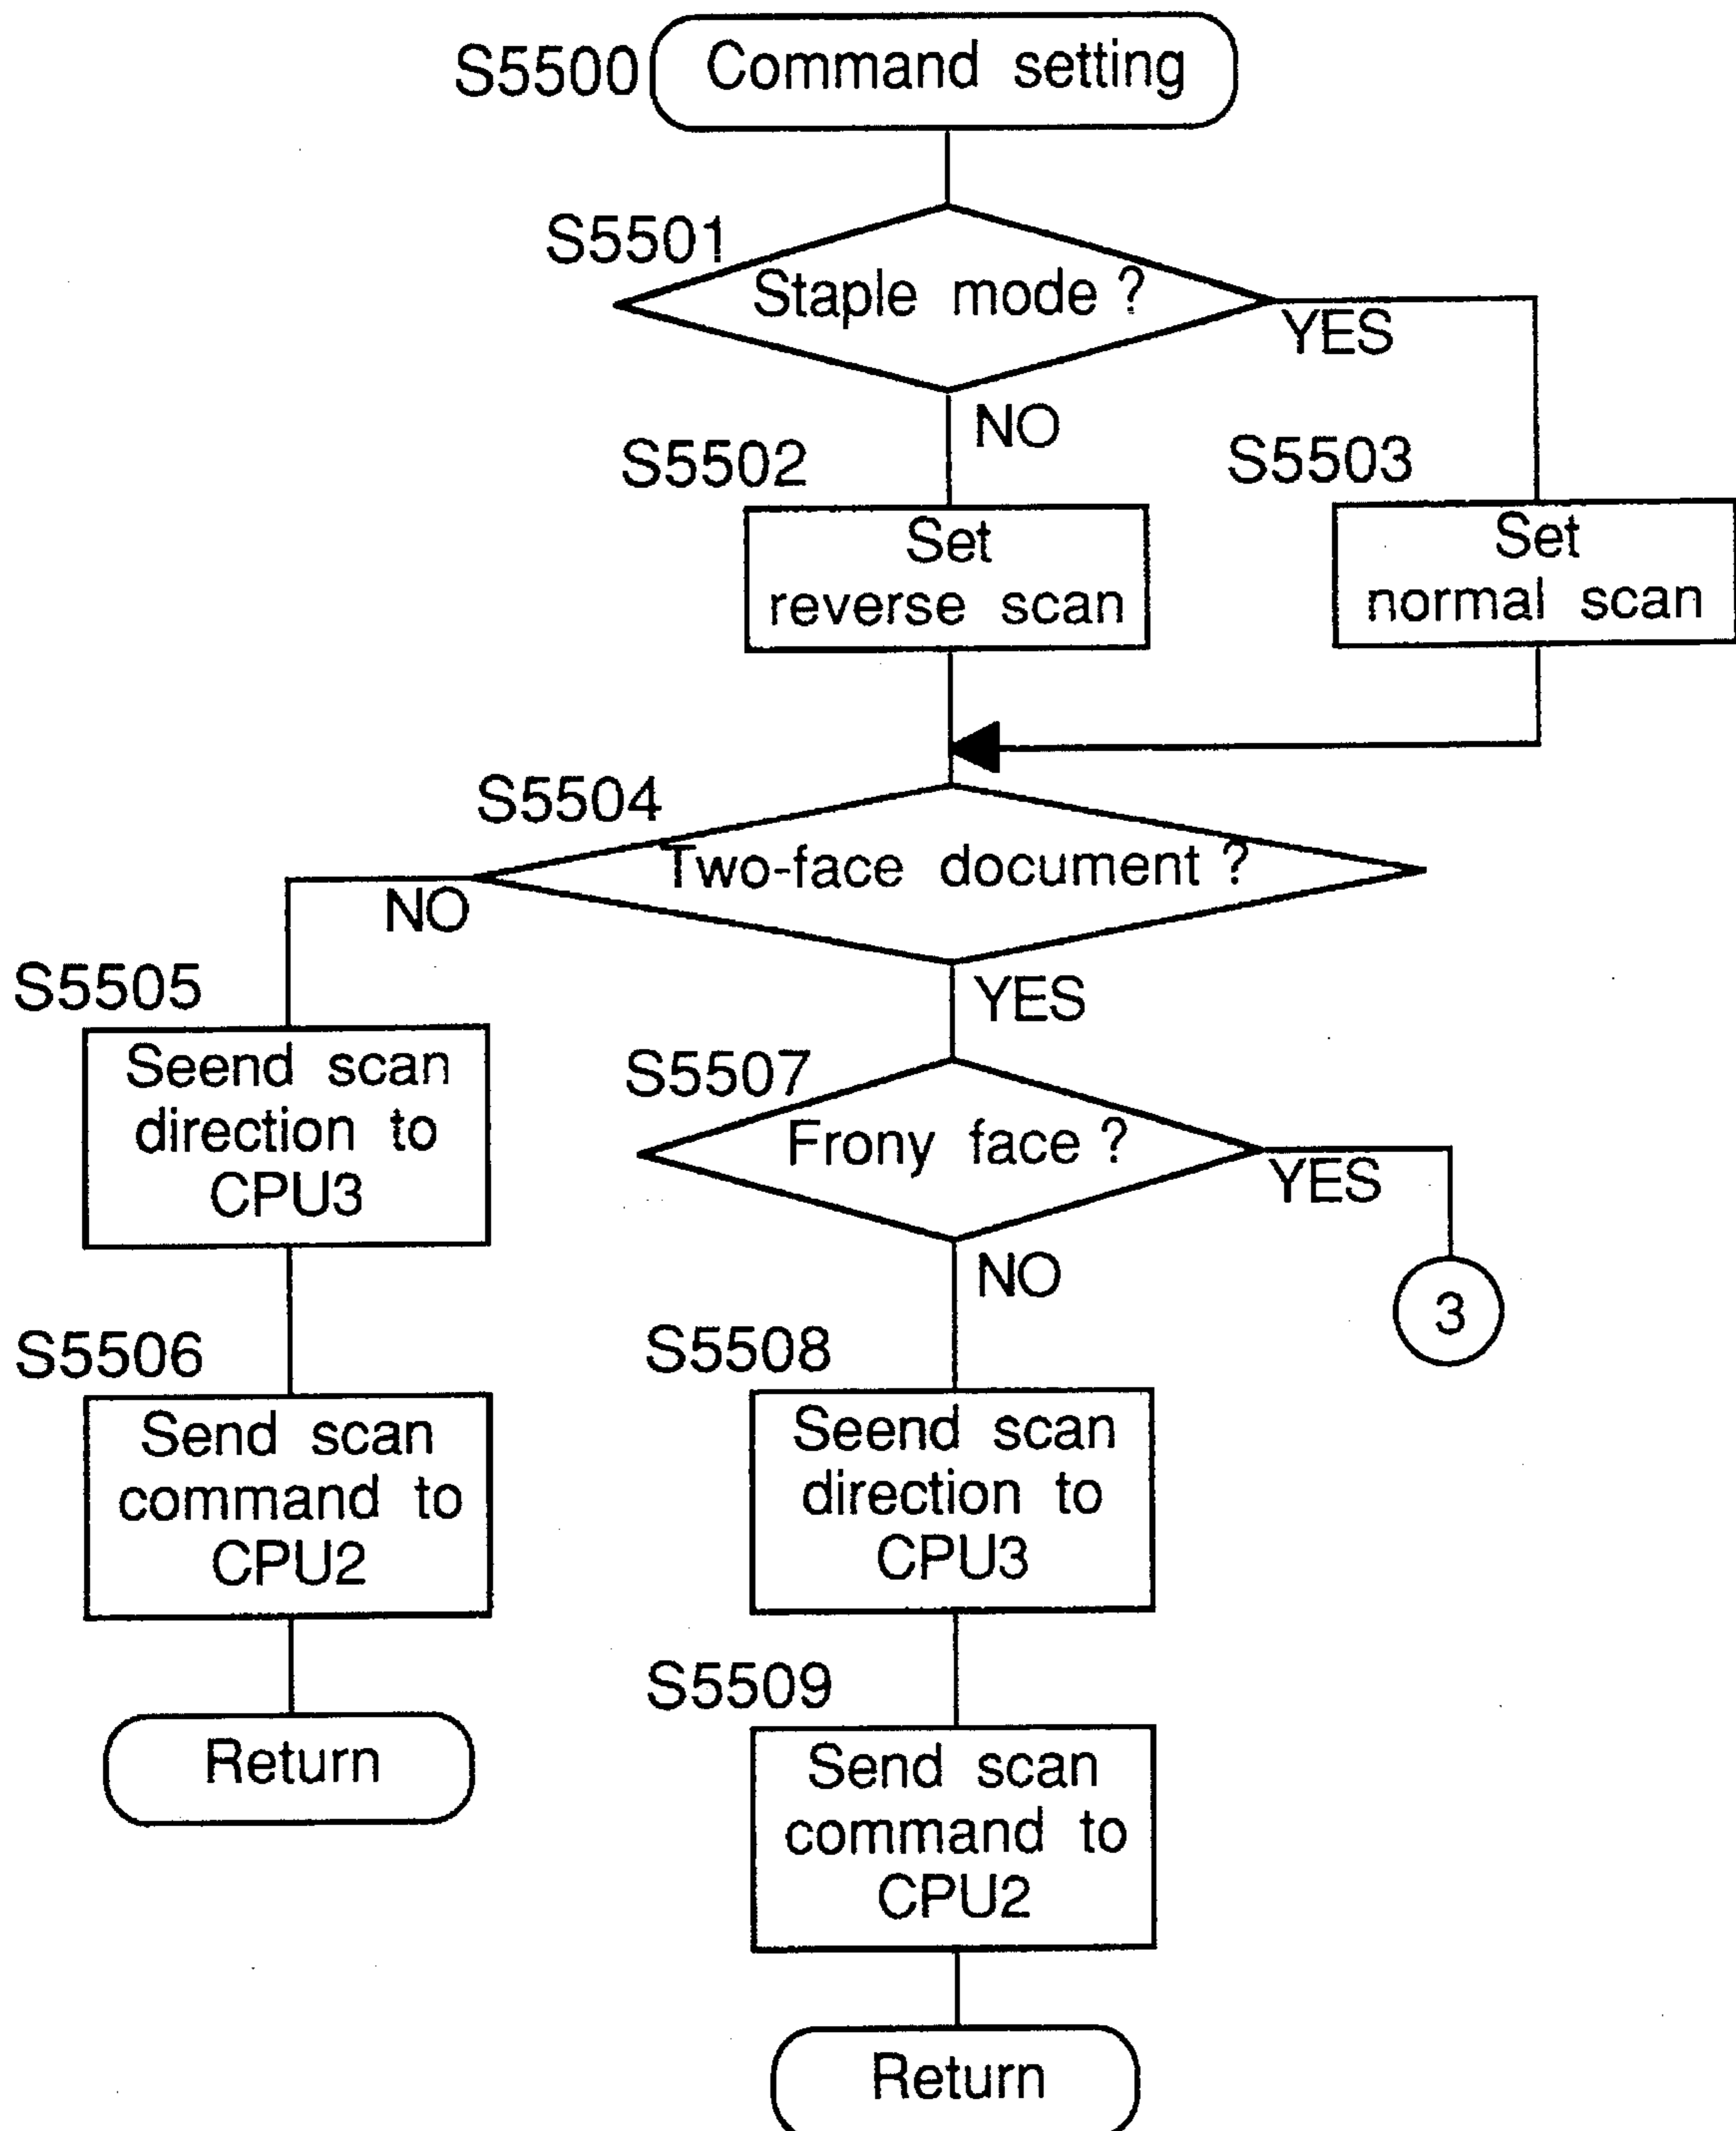 S5500
Command setting
S5501
Staple mode ?
YES
NO
S5502
S5503
Set
reverse scan
Set
normal scan
S5504
Two-face document ?
NO
YES
S5505
Seend scan
direction to
CPU3
S5507
Frony face ?
YES
NO
3
S5506
Send scan
command to
CPU2
S5508
Seend scan
direction to
CPU3
Return
S5509
Send scan
command to
CPU2
Return